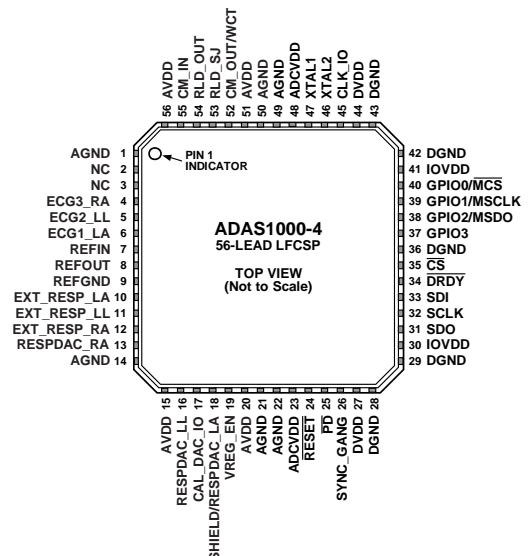 56 AVDD
55 CM_IN
54 RLD_OUT
53 RLD_SJ
52 CM_OUT/WCT
51 AVDD
50 AGND
49 AGND
48 ADCVDD
47 XTAL1
46 XTAL2
45 CLK_IO
44 DVDD
43 DGND
AGND 1
NC 2
NC 3
ECG3_RA 4
ECG2_LL 5
ECG1_LA 6
REFIN 7
REFOUT 8
REFGND 9
EXT_RESP_LA 10
EXT_RESP_LL 11
EXT_RESP_RA 12
RESPDAC_RA 13
AGND 14
PIN 1
INDICATOR
ADAS1000-4
56-LEAD LFCSP
TOP VIEW
(Not to Scale)
42 DGND
41 IOVDD
40 GPIO0/MCS
39 GPIO1/MSCLK
38 GPIO2/MSDO
37 GPIO3
36 DGND
35 CS
34 DRDY
33 SDI
32 SCLK
31 SDO
30 IOVDD
29 DGND
AVDD 15
RESPDAC_LL 16
CAL_DAC_IO 17
SHIELD/RESPDAC_LA 18
VREG_EN 19
AVDD 20
AGND 21
AGND 22
ADCVDD 23
RESET 24
PD 25
SYNC_GANG 26
DVDD 27
DGND 28